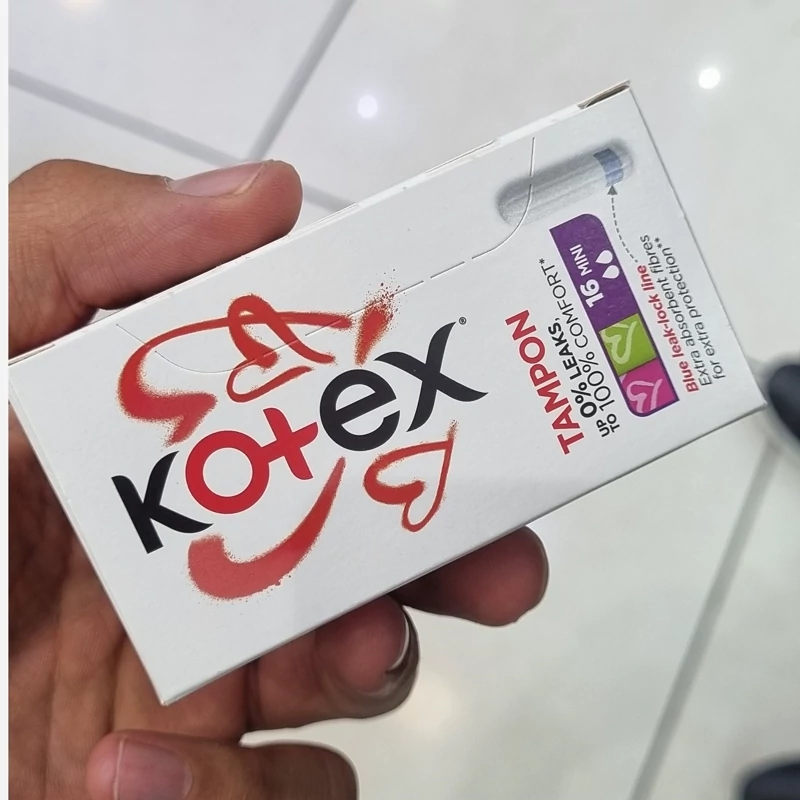 KOTEX®
TAMPON
0% LEAKS,
UP TO 100% COMFORT*
16 MINI
Blue leak-lock line.
Extra absorbent fibres
for extra protection**